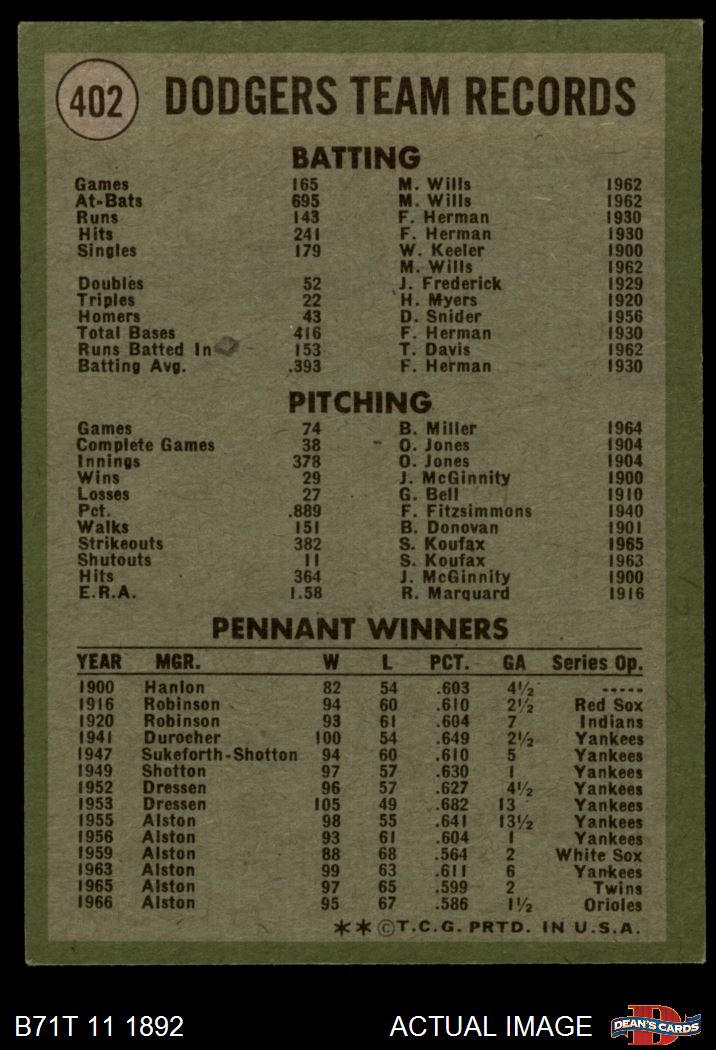 402 DODGERS TEAM RECORDS
BATTING
Games 165 M. Wills 1962
At-Bats 695 M. Wills 1962
Runs 143 F. Herman 1930
Hits 241 F. Herman 1930
Singles 179 W. Keeler 1900
M. Wills 1962
Doubles 52 J. Frederick 1929
Triples 22 H. Myers 1920
Homers 43 D. Snider 1956
Total Bases 416 F. Herman 1930
Runs Batted In 153 T. Davis 1962
Batting Avg. .393 F. Herman 1930
PITCHING
Games 74 B. Miller 1964
Complete Games 38 O. Jones 1904
Innings 378 O. Jones 1904
Wins 29 J. McGinnity 1900
Losses 27 G. Bell 1910
Pct. .889 F. Fitzsimmons 1940
Walks 151 B. Donovan 1901
Strikeouts 382 S. Koufax 1965
Shutouts 11 S. Koufax 1963
Hits 364 J. McGinnity 1900
E.R.A. 1.58 R. Marquard 1916
PENNANT WINNERS
YEAR MGR. W L PCT. GA Series Op.
1900 Hanlon 82 54 .603 4½ -----
1916 Robinson 94 60 .610 2½ Red Sox
1920 Robinson 93 61 .604 7 Indians
1941 Durocher 100 54 .649 2½ Yankees
1947 Sukeforth-Shotton 94 60 .610 5 Yankees
1949 Shotton 97 57 .630 1 Yankees
1952 Dressen 96 57 .627 4½ Yankees
1953 Dressen 105 49 .682 13 Yankees
1955 Alston 98 55 .641 13½ Yankees
1956 Alston 93 61 .604 1 Yankees
1959 Alston 88 68 .564 2 White Sox
1963 Alston 99 63 .611 6 Yankees
1965 Alston 97 65 .599 2 Twins
1966 Alston 95 67 .586 1½ Orioles
✶✶©T.C.G. PRTD. IN U.S.A.
B71T 11 1892 ACTUAL IMAGE D DEAN'S CARDS